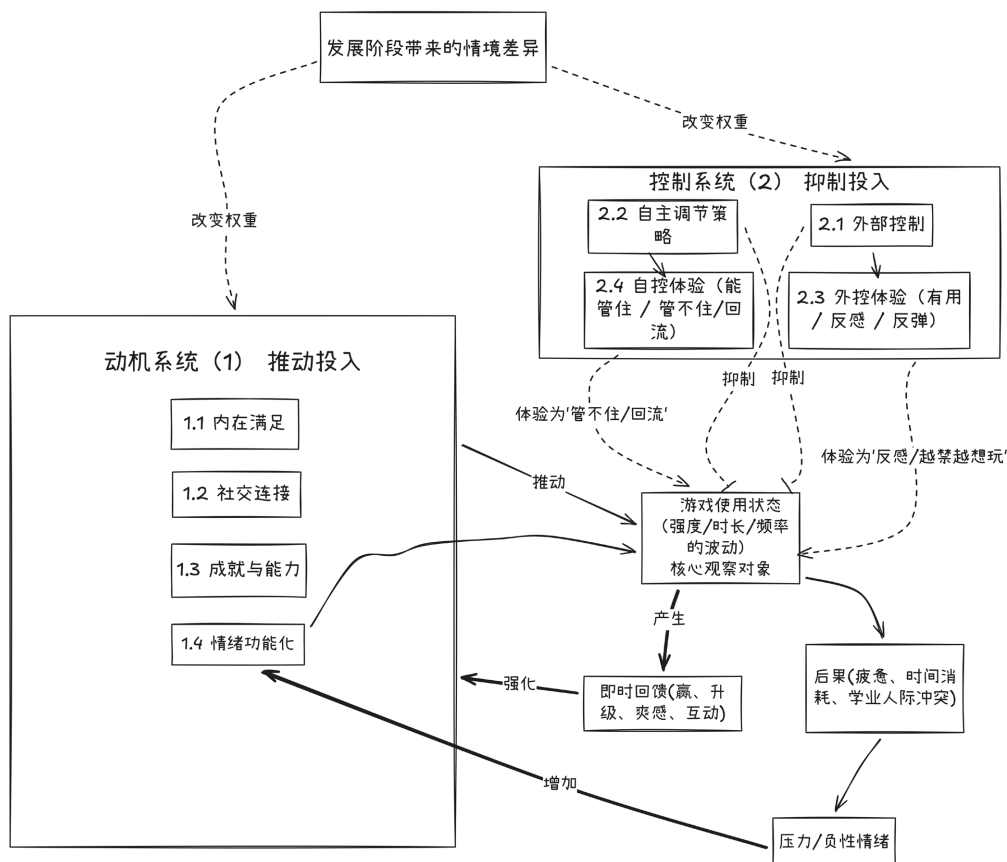 发展阶段带来的情境差异
改变权重
改变权重
控制系统（2） 抑制投入
2.2 自主调节策
略
2.1 外部控制
2.4 自控体验（能
管住 / 管不住/回
流）
2.3 外控体验（有用
/ 反感 / 反弹）
动机系统（1） 推动投入
1.1 内在满足
1.2 社交连接
1.3 成就与能力
1.4 情绪功能化
抑制
抑制
体验为'管不住/回流'
体验为'反感/越禁越想玩'
推动
游戏使用状态
（强度/时长/频率
的波动）
核心观察对象
产生
强化
即时回馈(赢、升
级、爽感、互动)
后果(疲惫、时间消
耗、学业人际冲突)
增加
压力/负性情绪